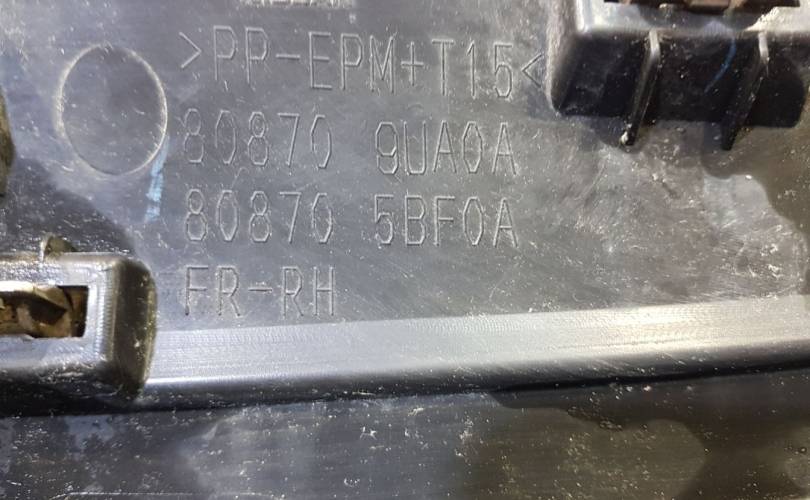 >PP-EPM+T15<
80870 9UA0A
80870 5BF0A
FR-RH